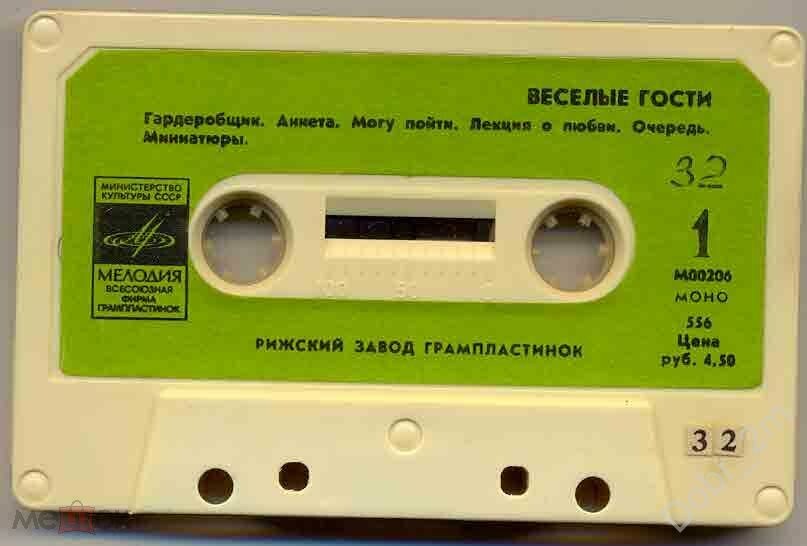 ВЕСЕЛЫЕ ГОСТИ
Гардеробщик. Аннета. Могу пойти. Лекция о любви. Очередь.
Миниатюры.
32
МИНИСТЕРСТВО
КУЛЬТУРЫ СССР
МЕЛОДИЯ
ВСЕСОЮЗНАЯ
ФИРМА
ГРАМПЛАСТИНОК
1
М00206
МОНО
100 50 0
556
Цена
руб. 4,50
РИЖСКИЙ ЗАВОД ГРАМПЛАСТИНОК
32